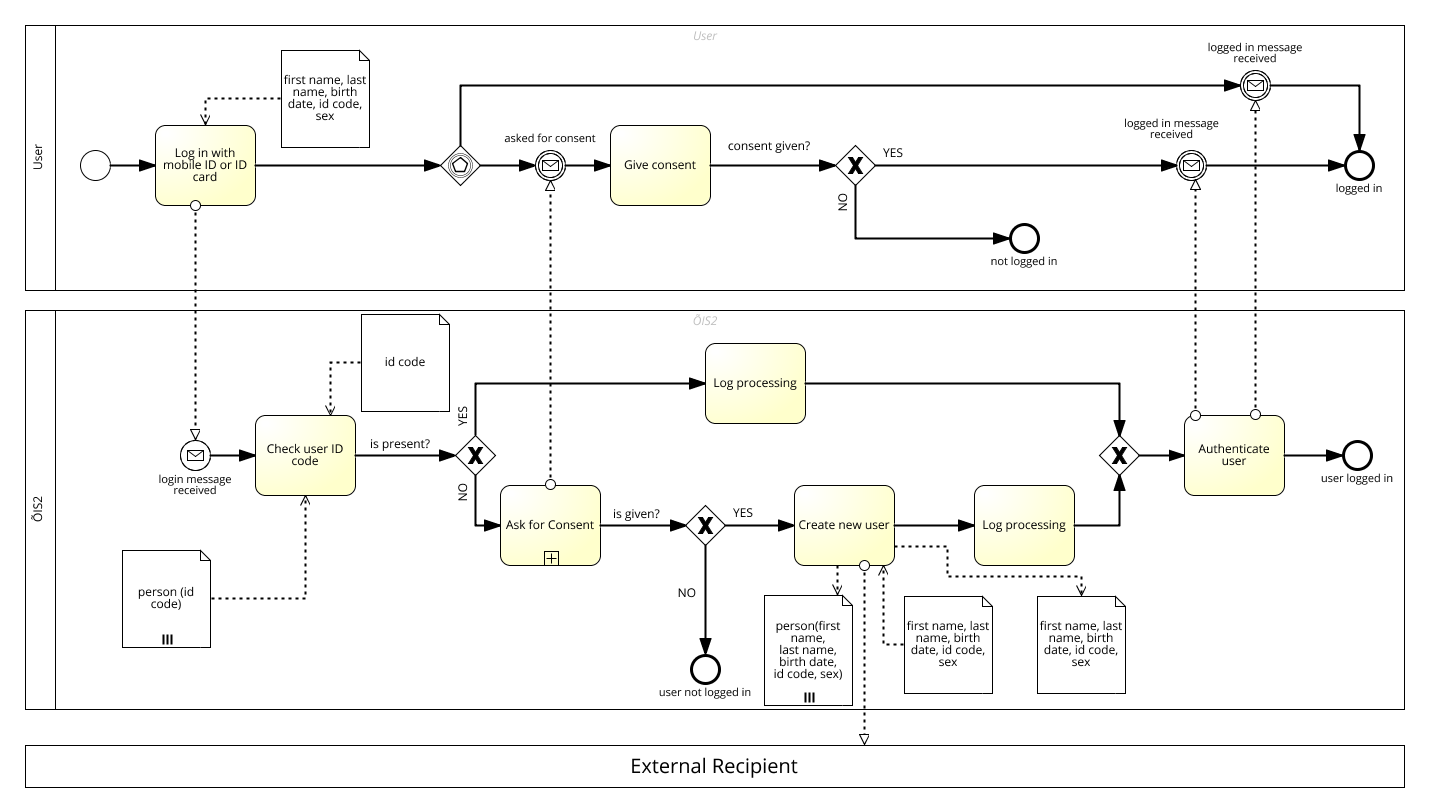 User
User
first name, last
name, birth
date, id code,
sex
Log in with
mobile ID or ID
card
asked for consent
Give consent
consent given?
YES
NO
not logged in
logged in message
received
logged in message
received
logged in
ÕIS2
ÕIS2
id code
login message
received
Check user ID
code
is present?
YES
NO
person (id
code)
Log processing
Ask for Consent
is given?
YES
NO
user not logged in
Create new user
Log processing
person(first
name,
last name,
birth date,
id code, sex)
first name, last
name, birth
date, id code,
sex
first name, last
name, birth
date, id code,
sex
Authenticate
user
user logged in
External Recipient